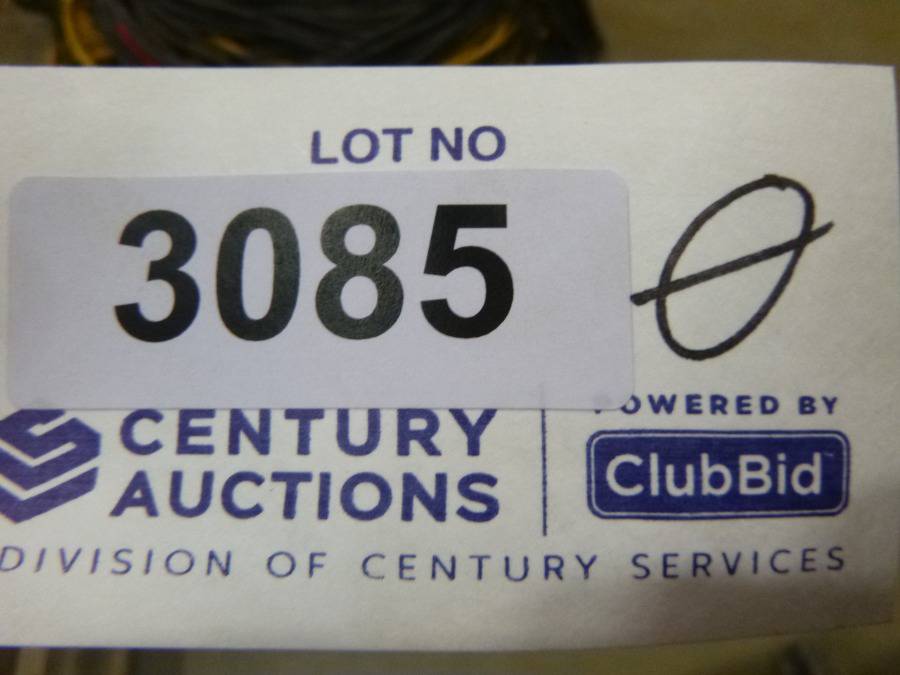 LOT NO
3085 Ø
CENTURY
AUCTIONS
POWERED BY
ClubBid
DIVISION OF CENTURY SERVICES